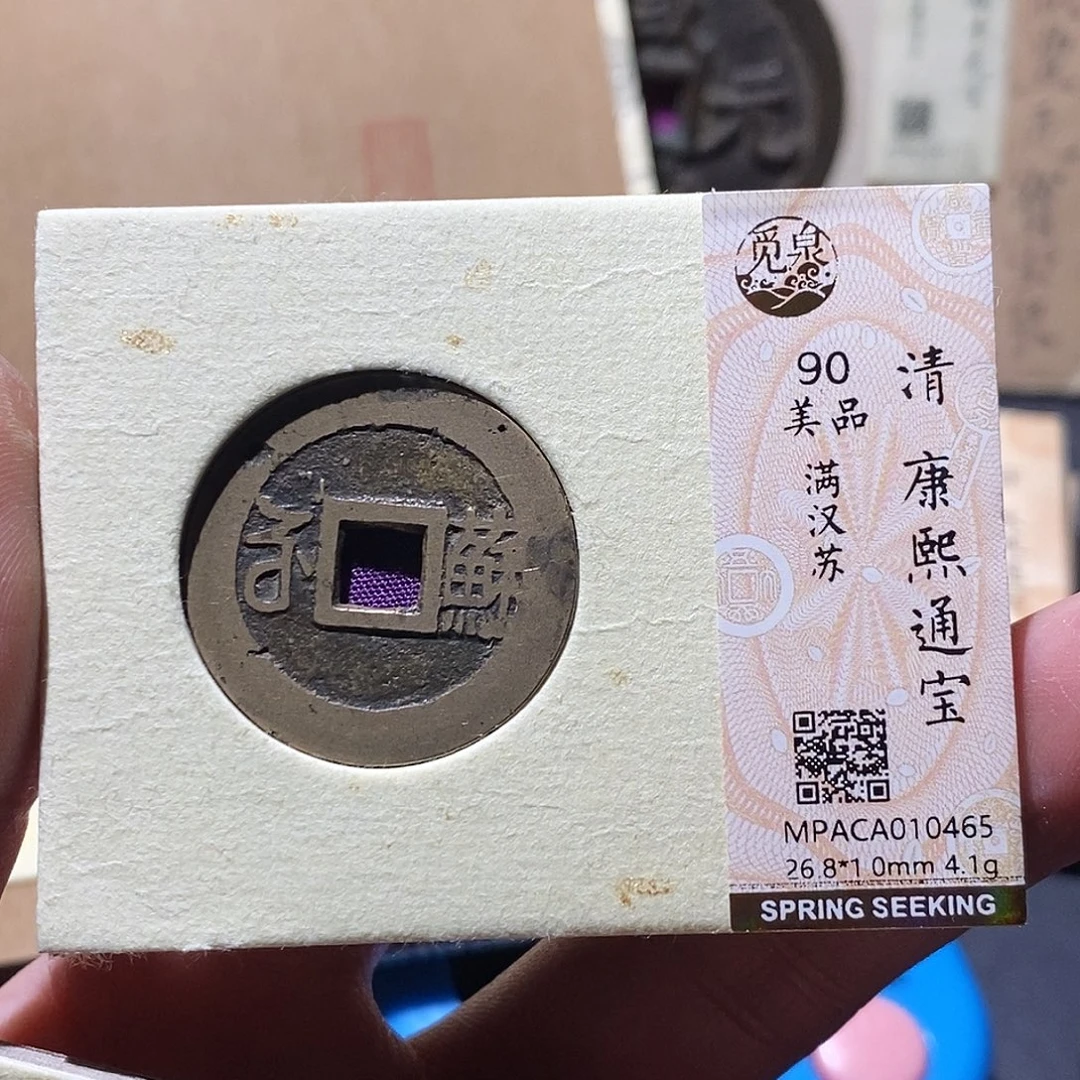 蘇
觅泉
90
美品
满汉苏
清 康熙通宝
MPACA010465
26.8*1.0mm 4.1g
SPRING SEEKING